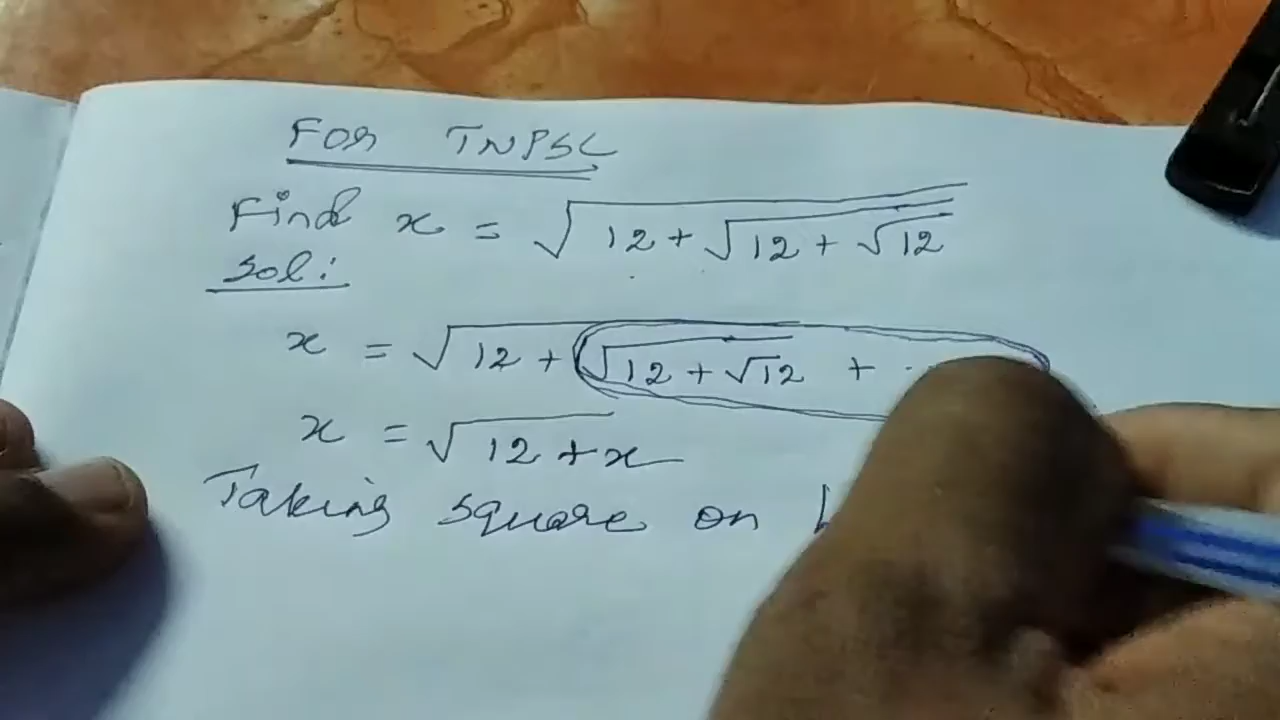 For TNPSC
Find x = √(12 + √(12 + √12))
Sol:
x = √(12 + √(12 + √12 + ..
x = √(12 + x)
Taking square on